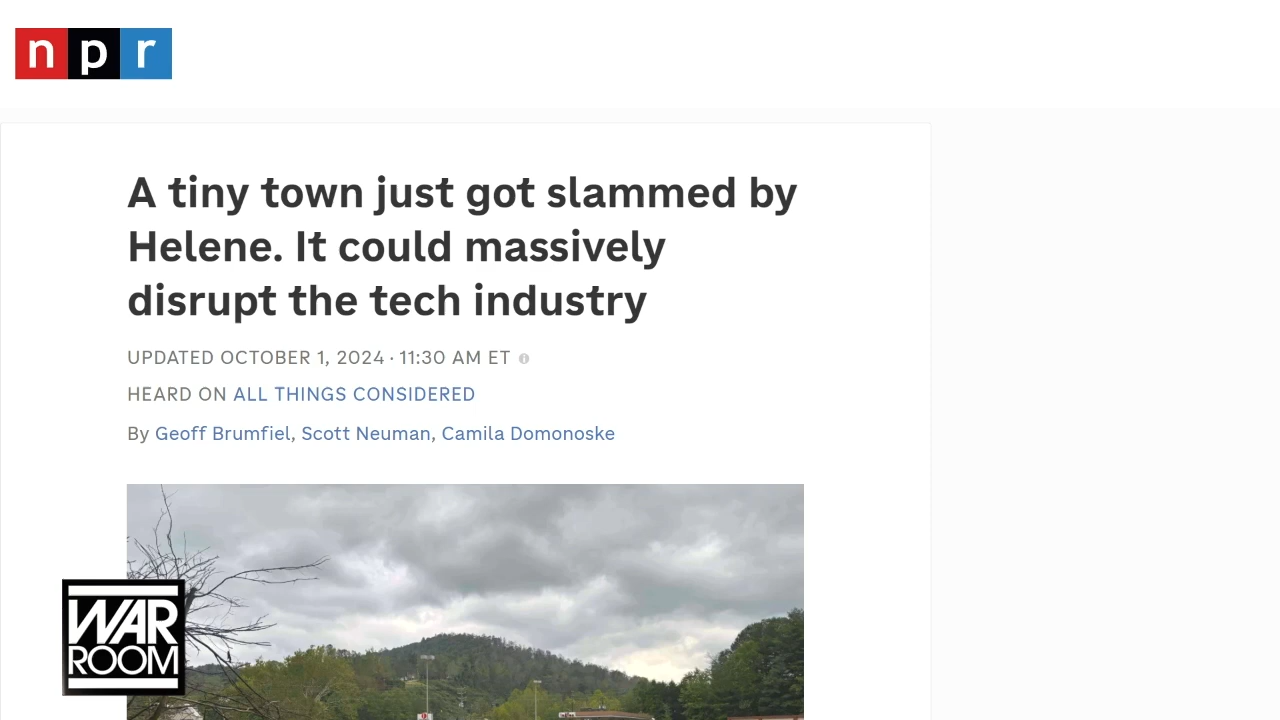 npr
A tiny town just got slammed by
Helene. It could massively
disrupt the tech industry
UPDATED OCTOBER 1, 2024 · 11:30 AM ET
HEARD ON ALL THINGS CONSIDERED
By Geoff Brumfiel, Scott Neuman, Camila Domonoske
WAR
ROOM